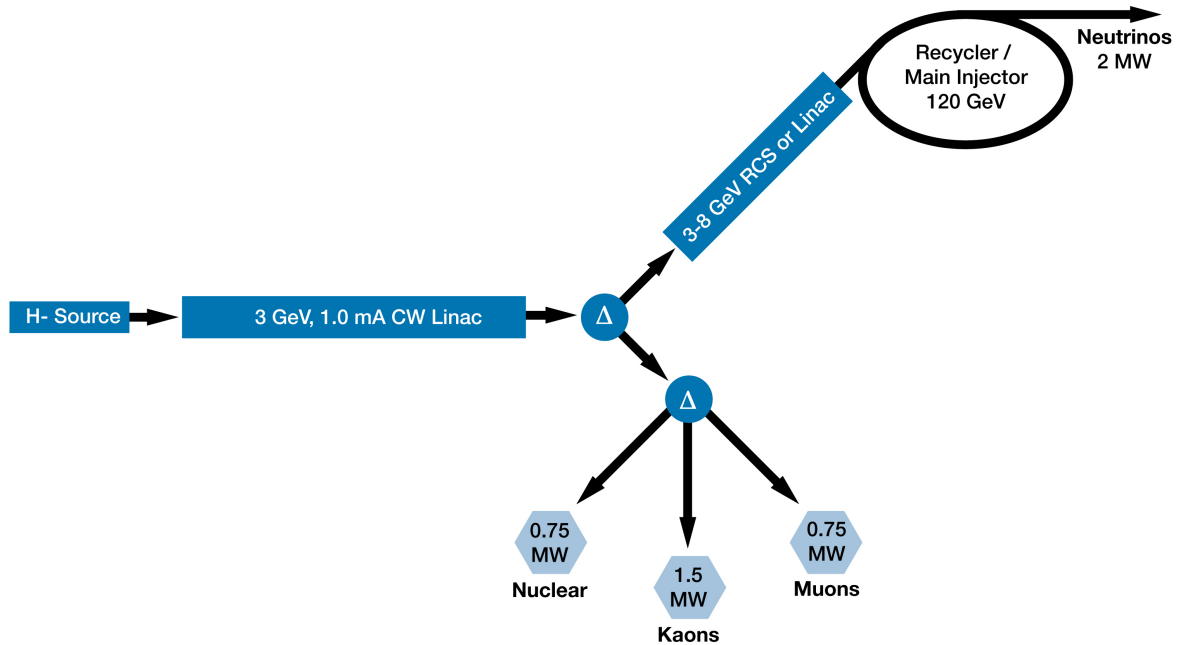 Recycler /
Main Injector
120 GeV
Neutrinos
2 MW
3-8 GeV RCS or Linac
H- Source
3 GeV, 1.0 mA CW Linac
Δ
Δ
0.75
MW
Nuclear
1.5
MW
Kaons
0.75
MW
Muons